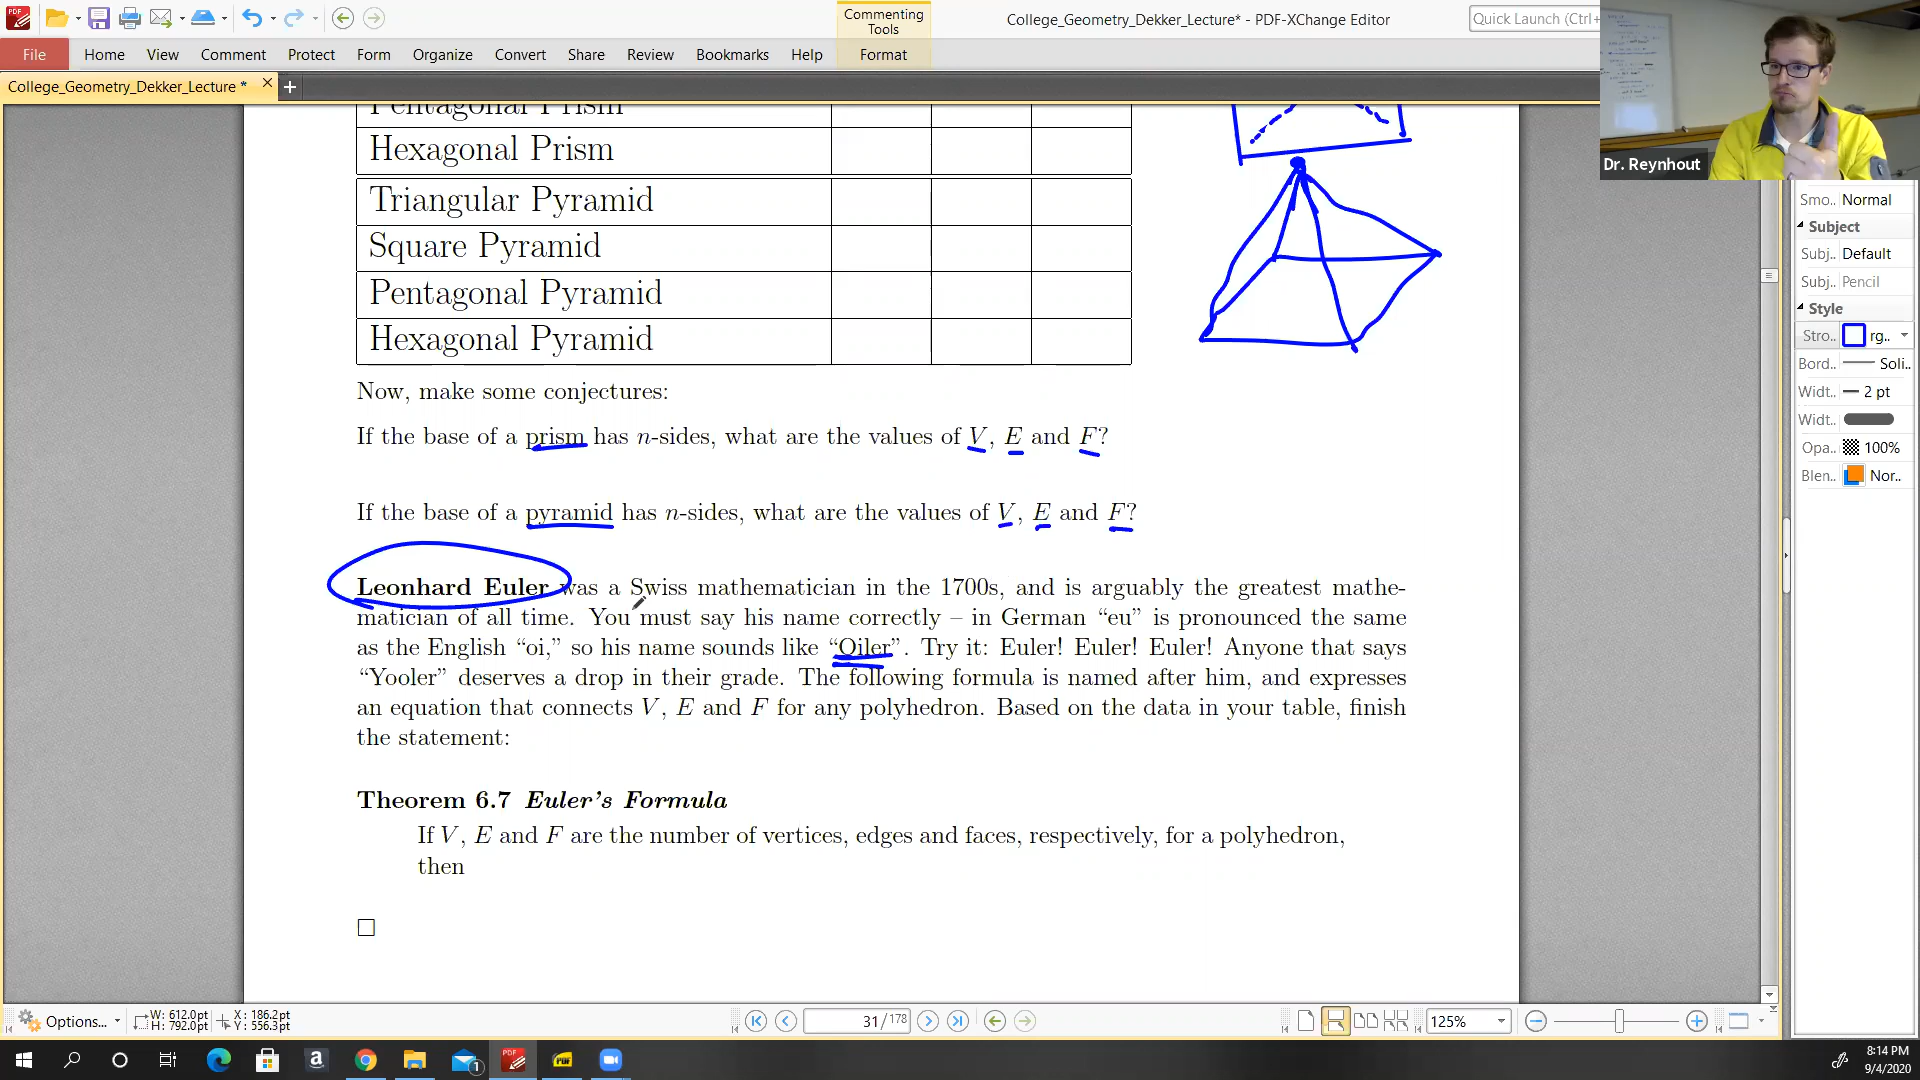 College_Geometry_Dekker_Lecture* - PDF-XChange Editor
Commenting Tools
Quick Launch (Ctrl+
File Home View Comment Protect Form Organize Convert Share Review Bookmarks Help Format
College_Geometry_Dekker_Lecture *
Dr. Reynhout
Pentagonal Prism
Hexagonal Prism
Triangular Pyramid
Square Pyramid
Pentagonal Pyramid
Hexagonal Pyramid
Now, make some conjectures:
If the base of a prism has n-sides, what are the values of V, E and F?
If the base of a pyramid has n-sides, what are the values of V, E and F?
Leonhard Euler was a Swiss mathematician in the 1700s, and is arguably the greatest mathe-
matician of all time. You must say his name correctly – in German “eu” is pronounced the same
as the English “oi,” so his name sounds like “Oiler”. Try it: Euler! Euler! Euler! Anyone that says
“Yooler” deserves a drop in their grade. The following formula is named after him, and expresses
an equation that connects V, E and F for any polyhedron. Based on the data in your table, finish
the statement:
Theorem 6.7 Euler’s Formula
If V, E and F are the number of vertices, edges and faces, respectively, for a polyhedron,
then
Smo.. Normal
Subject
Subj.. Default
Subj.. Pencil
Style
Stro.. rg..
Bord.. Soli..
Widt.. 2 pt
Widt..
Opa.. 100%
Blen.. Nor..
Options...
W: 612.0pt
H: 792.0pt
X: 186.2pt
Y: 556.3pt
31 / 178
125%
8:14 PM
9/4/2020